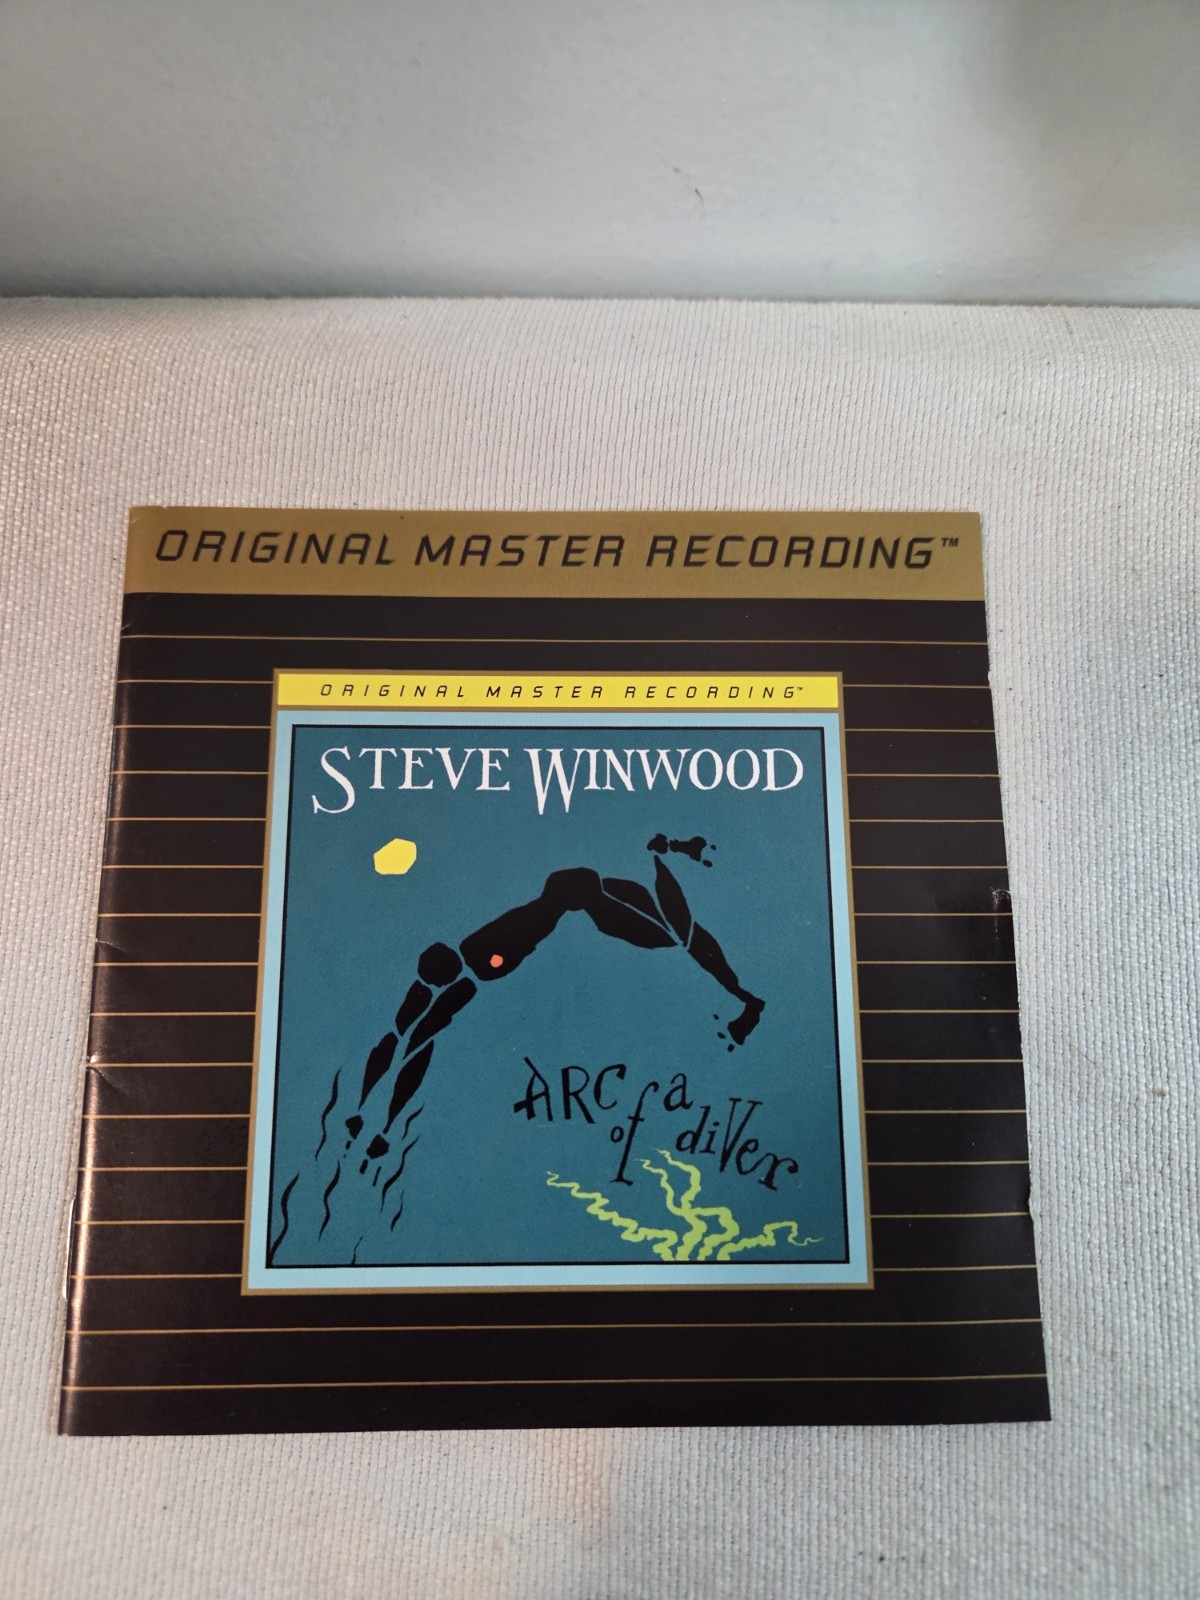 ORIGINAL MASTER RECORDING™
ORIGINAL MASTER RECORDING™
STEVE WINWOOD
ARC of a diVer